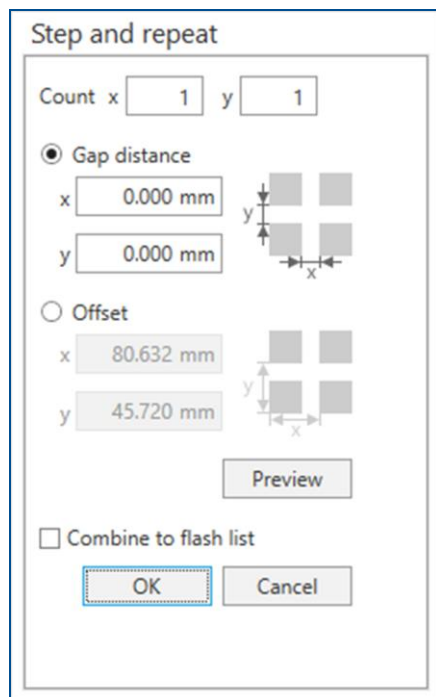 Step and repeat
Count x 1 y 1
Gap distance
x 0.000 mm
y
y 0.000 mm
x
Offset
x 80.632 mm
y
y 45.720 mm
x
Preview
Combine to flash list
OK Cancel